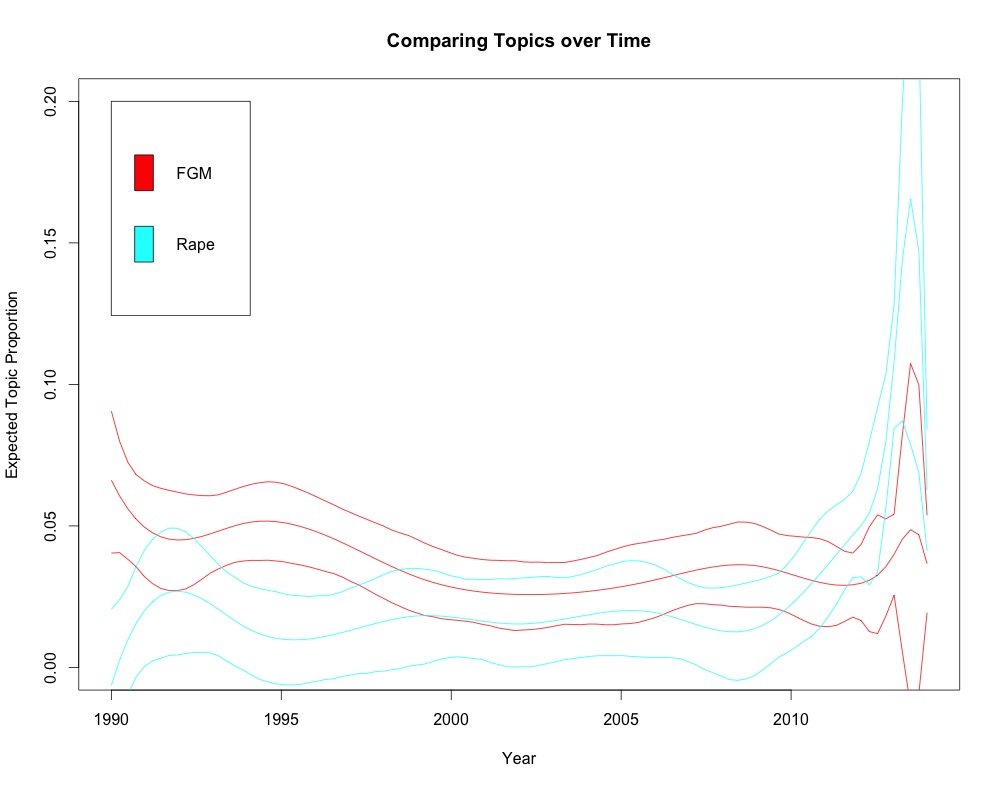 Comparing Topics over Time
0.20
0.15
0.10
0.05
0.00
Expected Topic Proportion
FGM
Rape
1990 1995 2000 2005 2010
Year